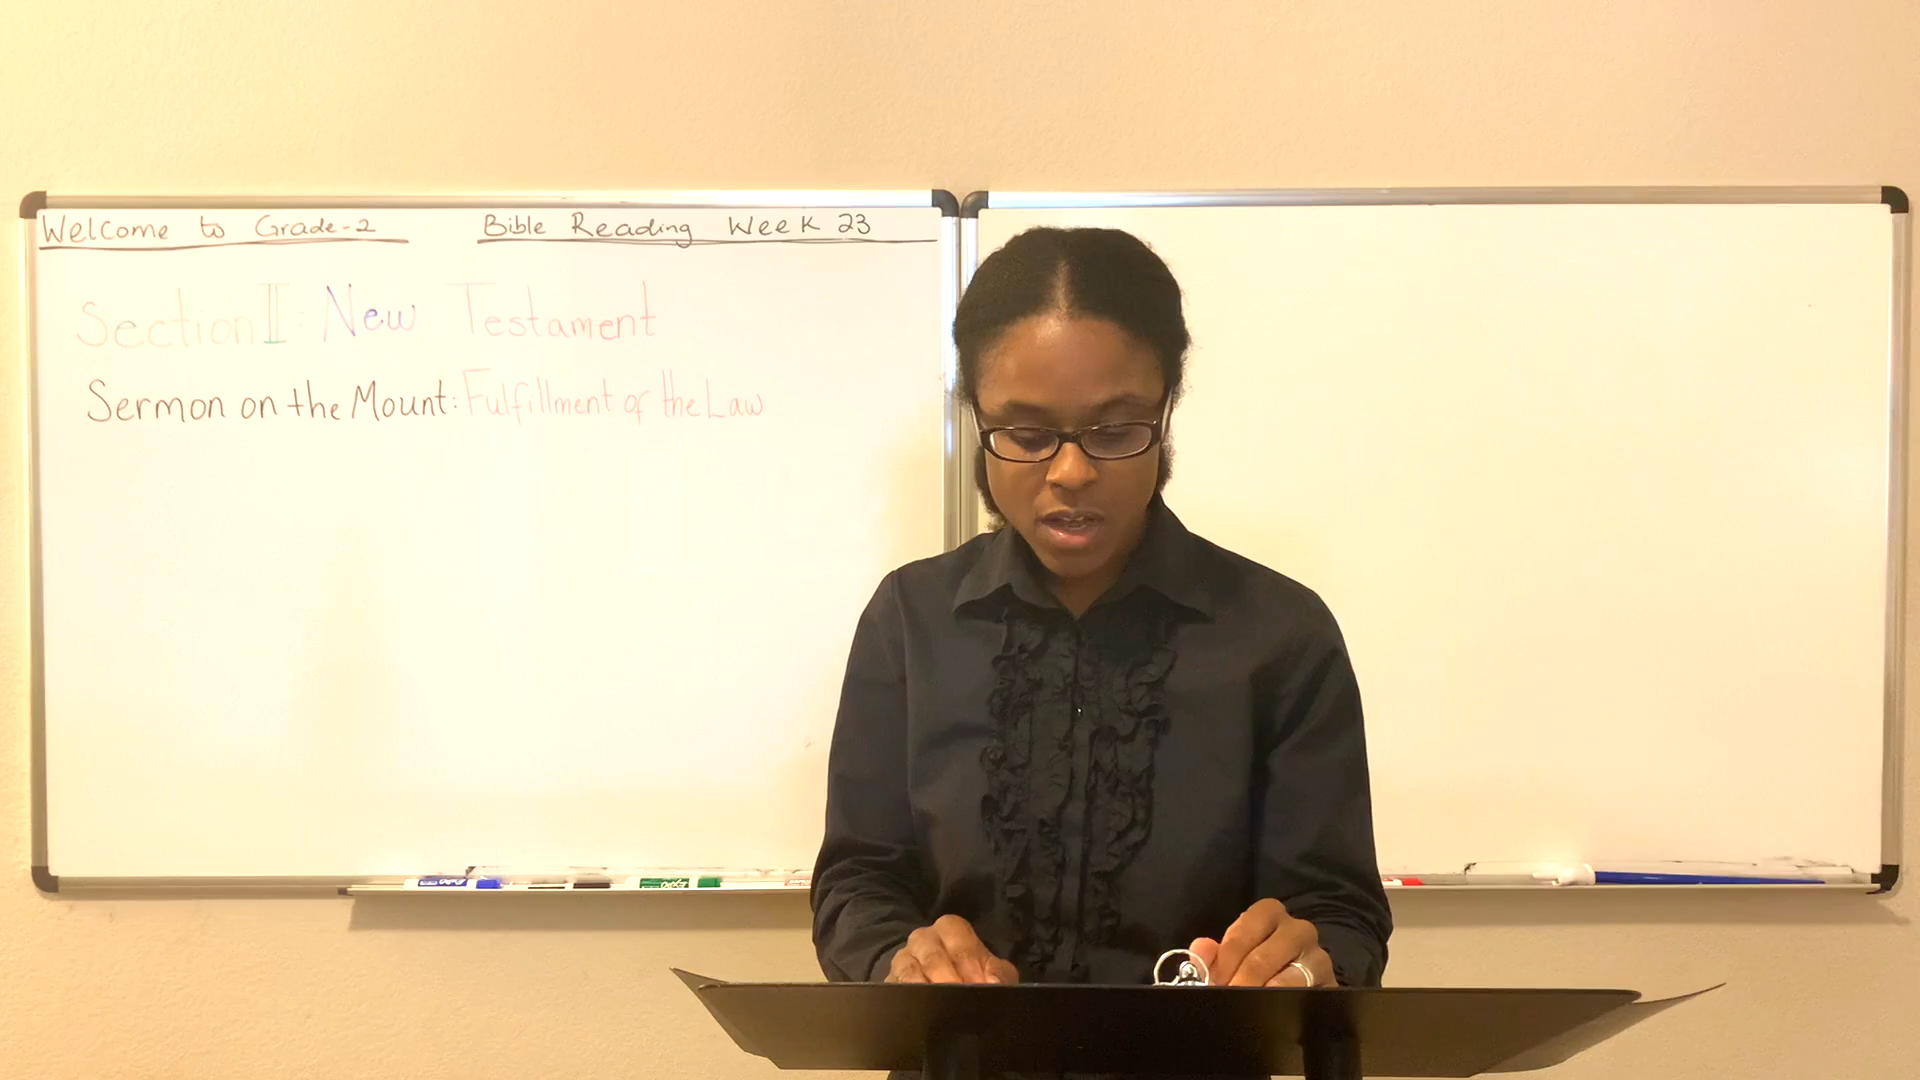 Welcome to Grade-2 Bible Reading Week 23
Section II: New Testament
Sermon on the Mount: Fulfillment of the Law